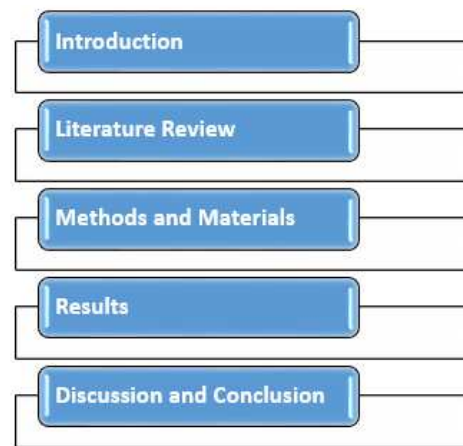 Introduction
Literature Review
Methods and Materials
Results
Discussion and Conclusion